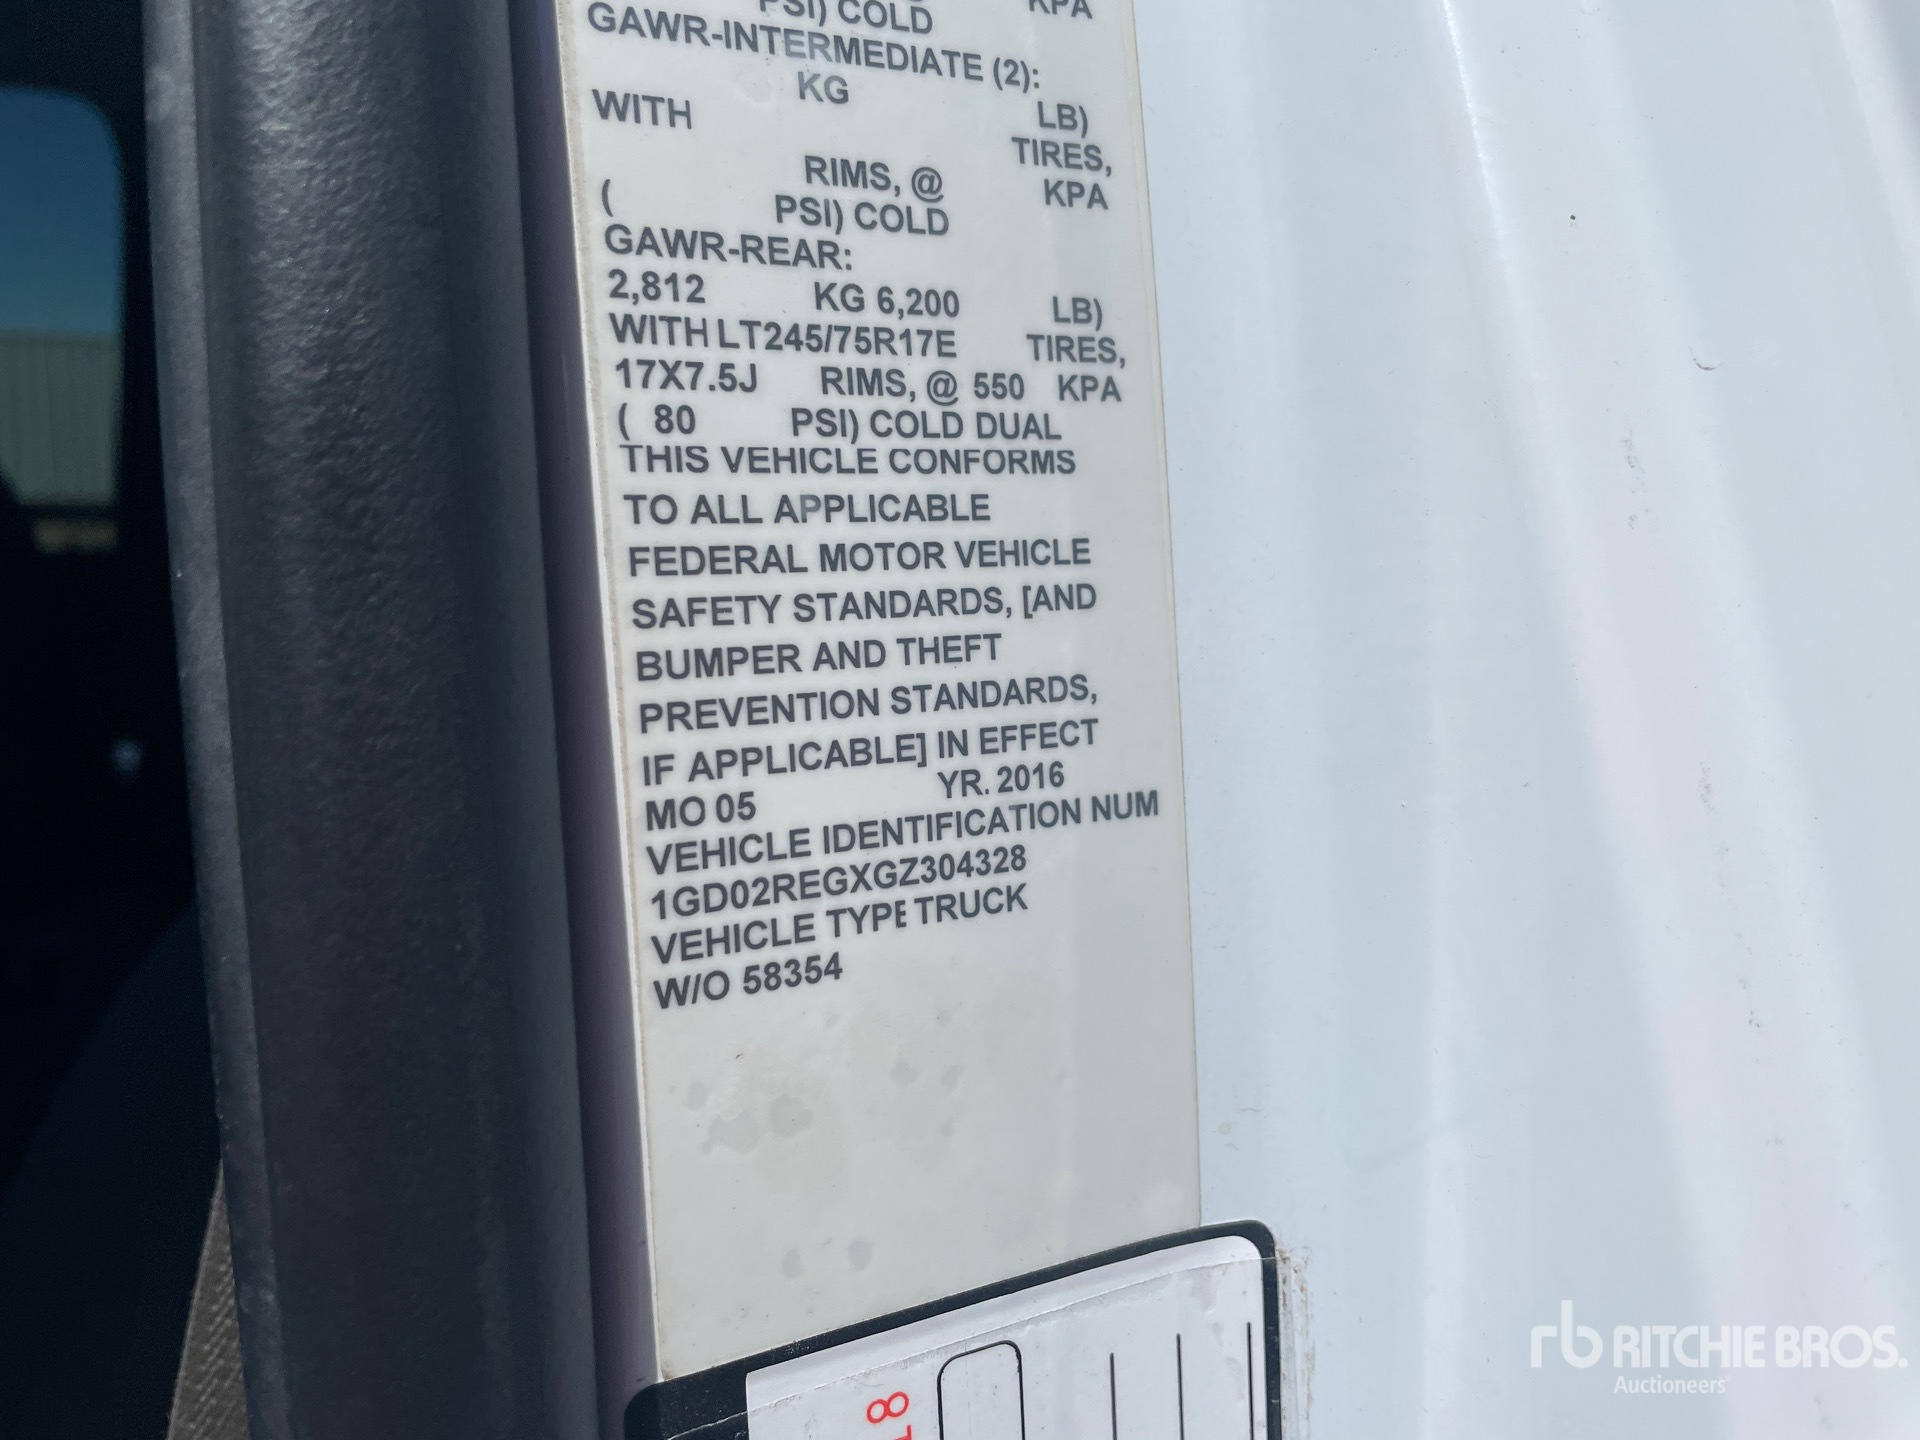 PSI) COLD KPA
GAWR-INTERMEDIATE (2):
KG LB)
WITH TIRES,
RIMS, @ KPA
( PSI) COLD
GAWR-REAR:
2,812 KG 6,200 LB)
WITH LT245/75R17E TIRES,
17X7.5J RIMS, @ 550 KPA
( 80 PSI) COLD DUAL
THIS VEHICLE CONFORMS
TO ALL APPLICABLE
FEDERAL MOTOR VEHICLE
SAFETY STANDARDS, [AND
BUMPER AND THEFT
PREVENTION STANDARDS,
IF APPLICABLE] IN EFFECT
MO 05 YR. 2016
VEHICLE IDENTIFICATION NUM
1GD02REGXGZ304328
VEHICLE TYPE TRUCK
W/O 58354
8
rb RITCHIE BROS.
Auctioneers